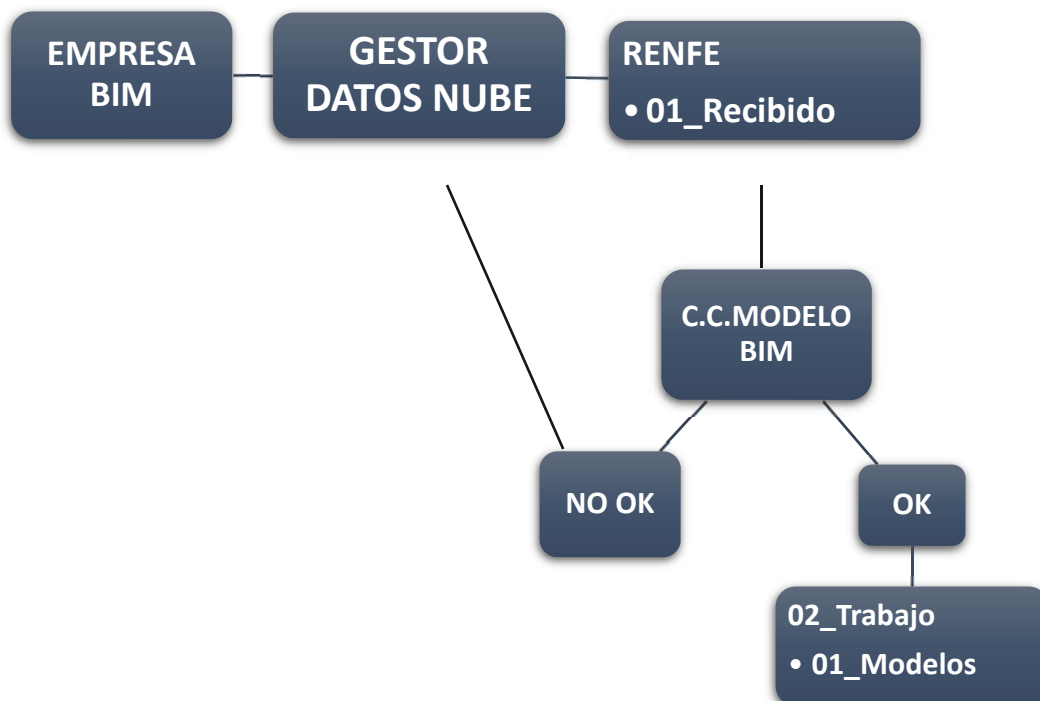 EMPRESA
BIM
GESTOR
DATOS NUBE
RENFE
• 01_Recibido
C.C.MODELO
BIM
NO OK
OK
02_Trabajo
• 01_Modelos